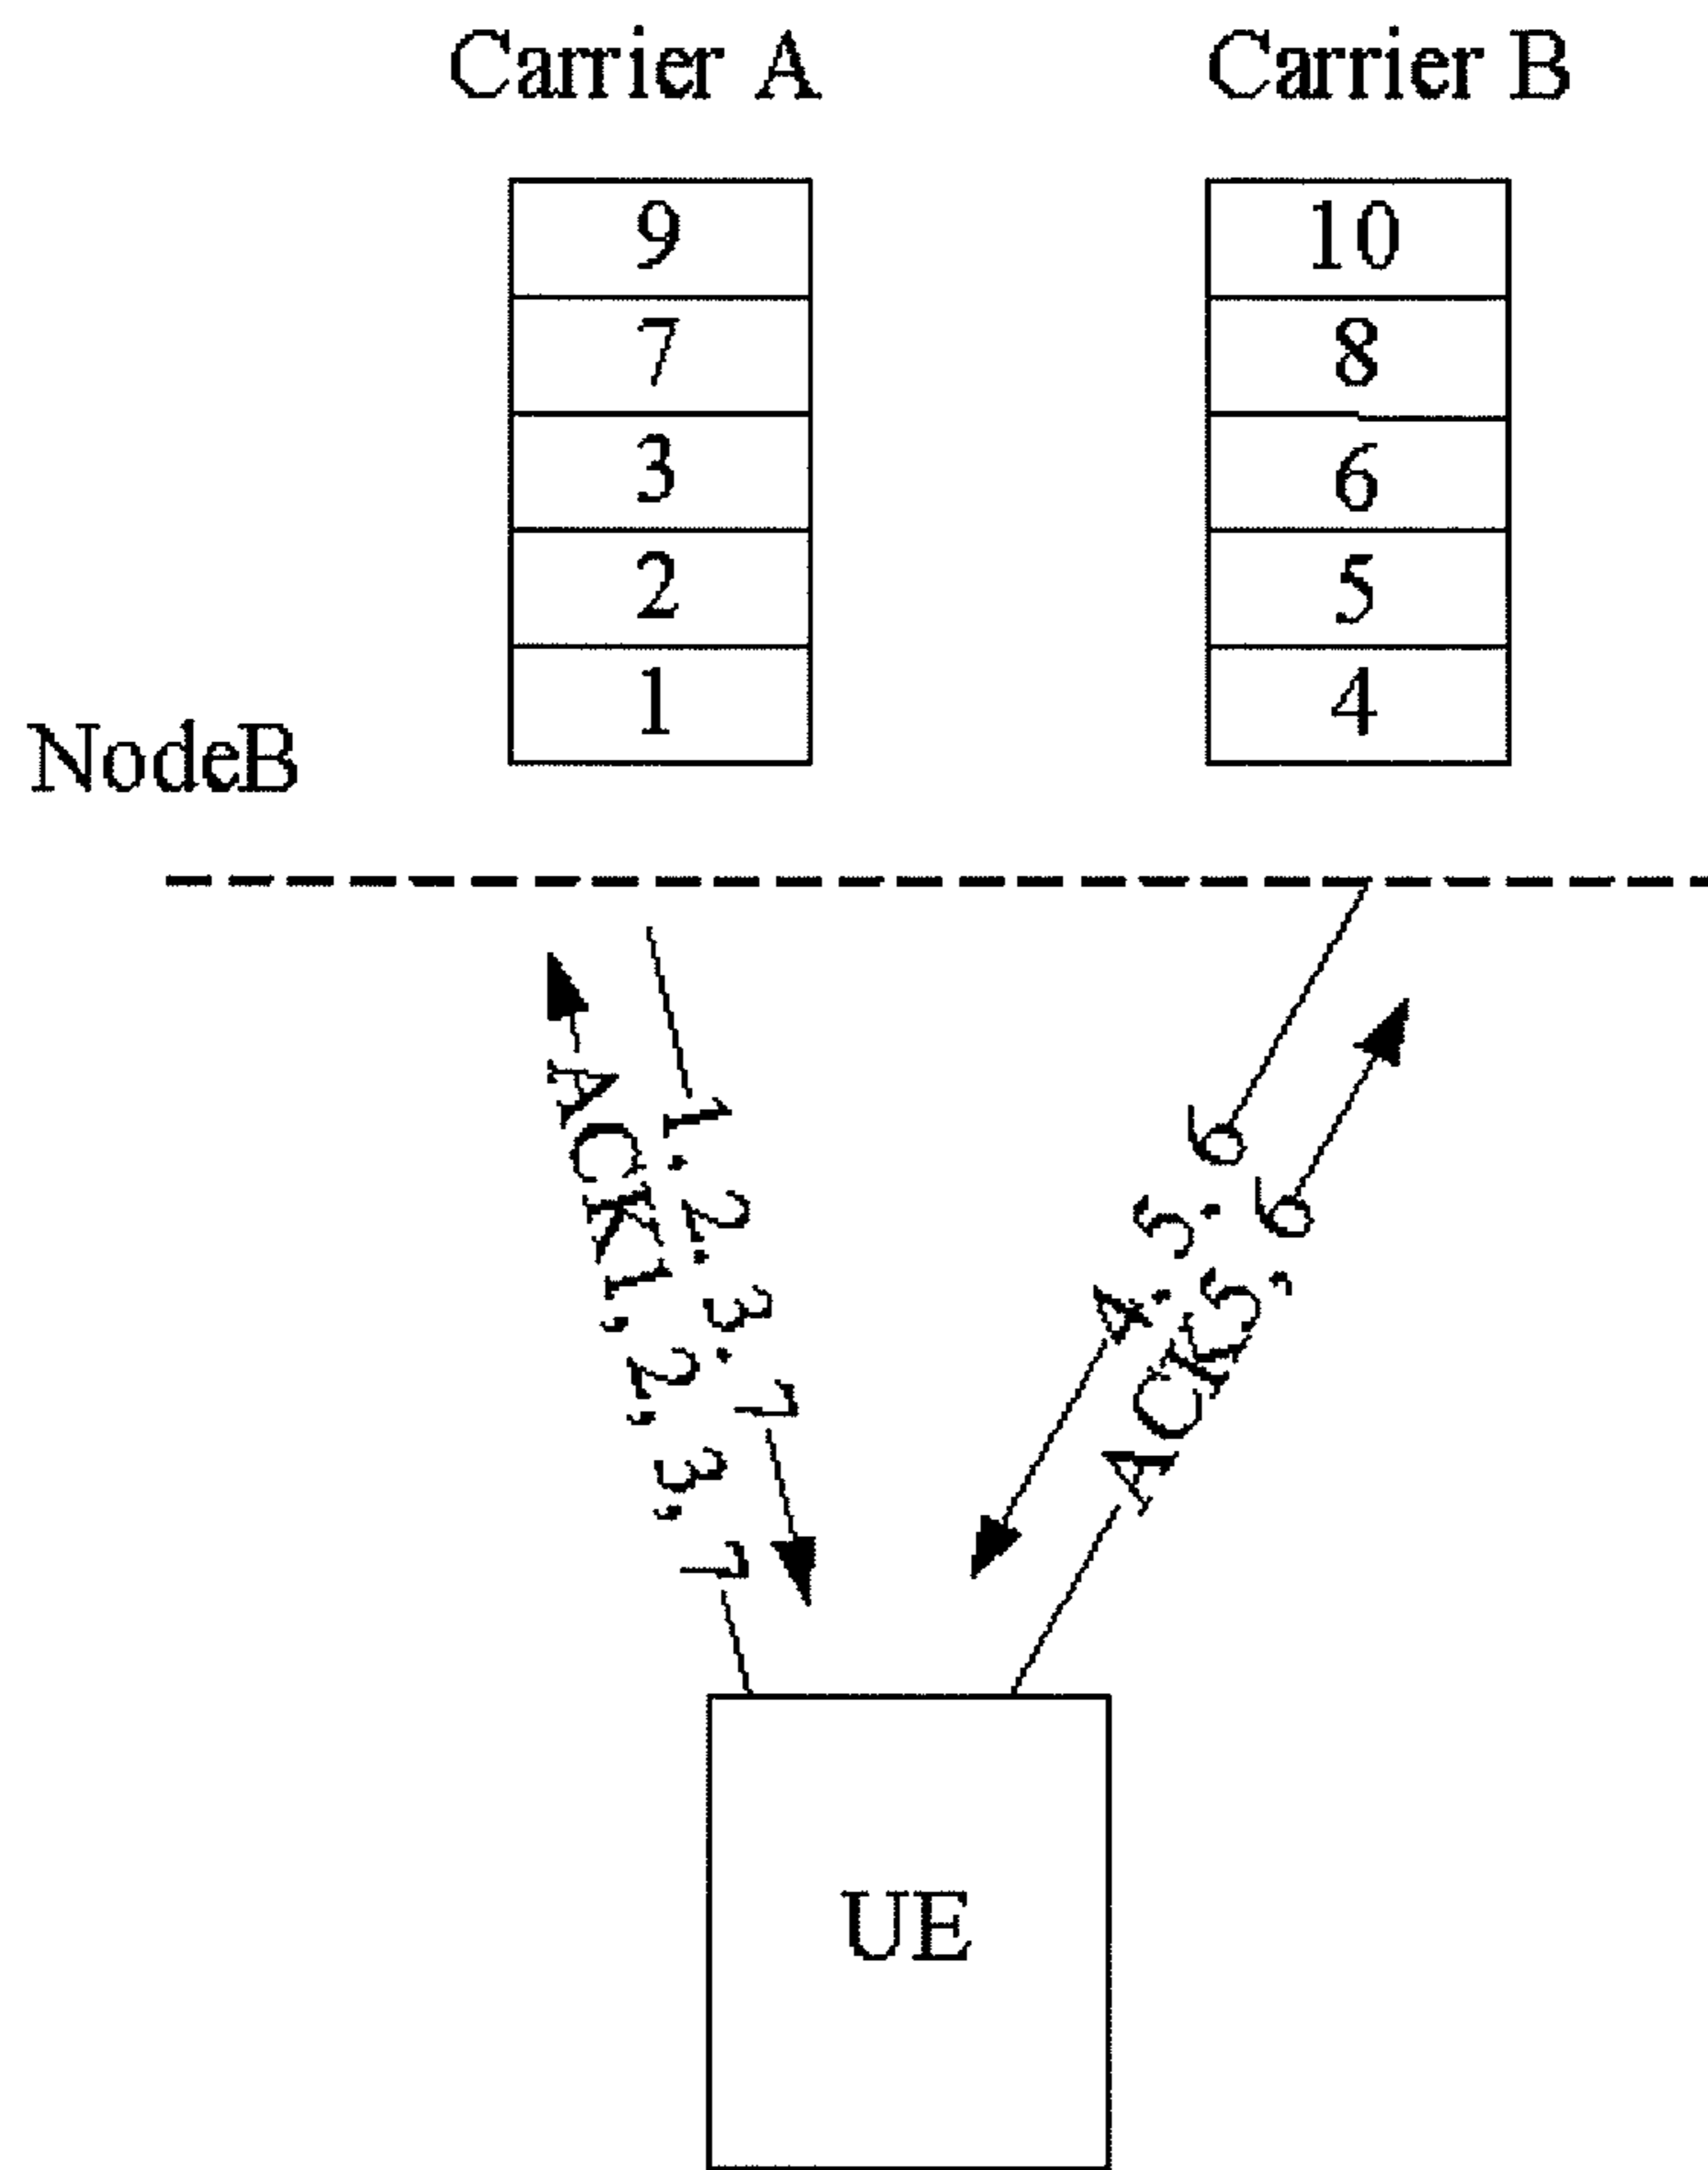 Carrier A
Carrier B
9
10
7
8
3
6
2
5
1
4
NodeB
ACK1, 2, 3, 7
1. 2. 3. 7
4. 5. 6
ACK5, 6
UE